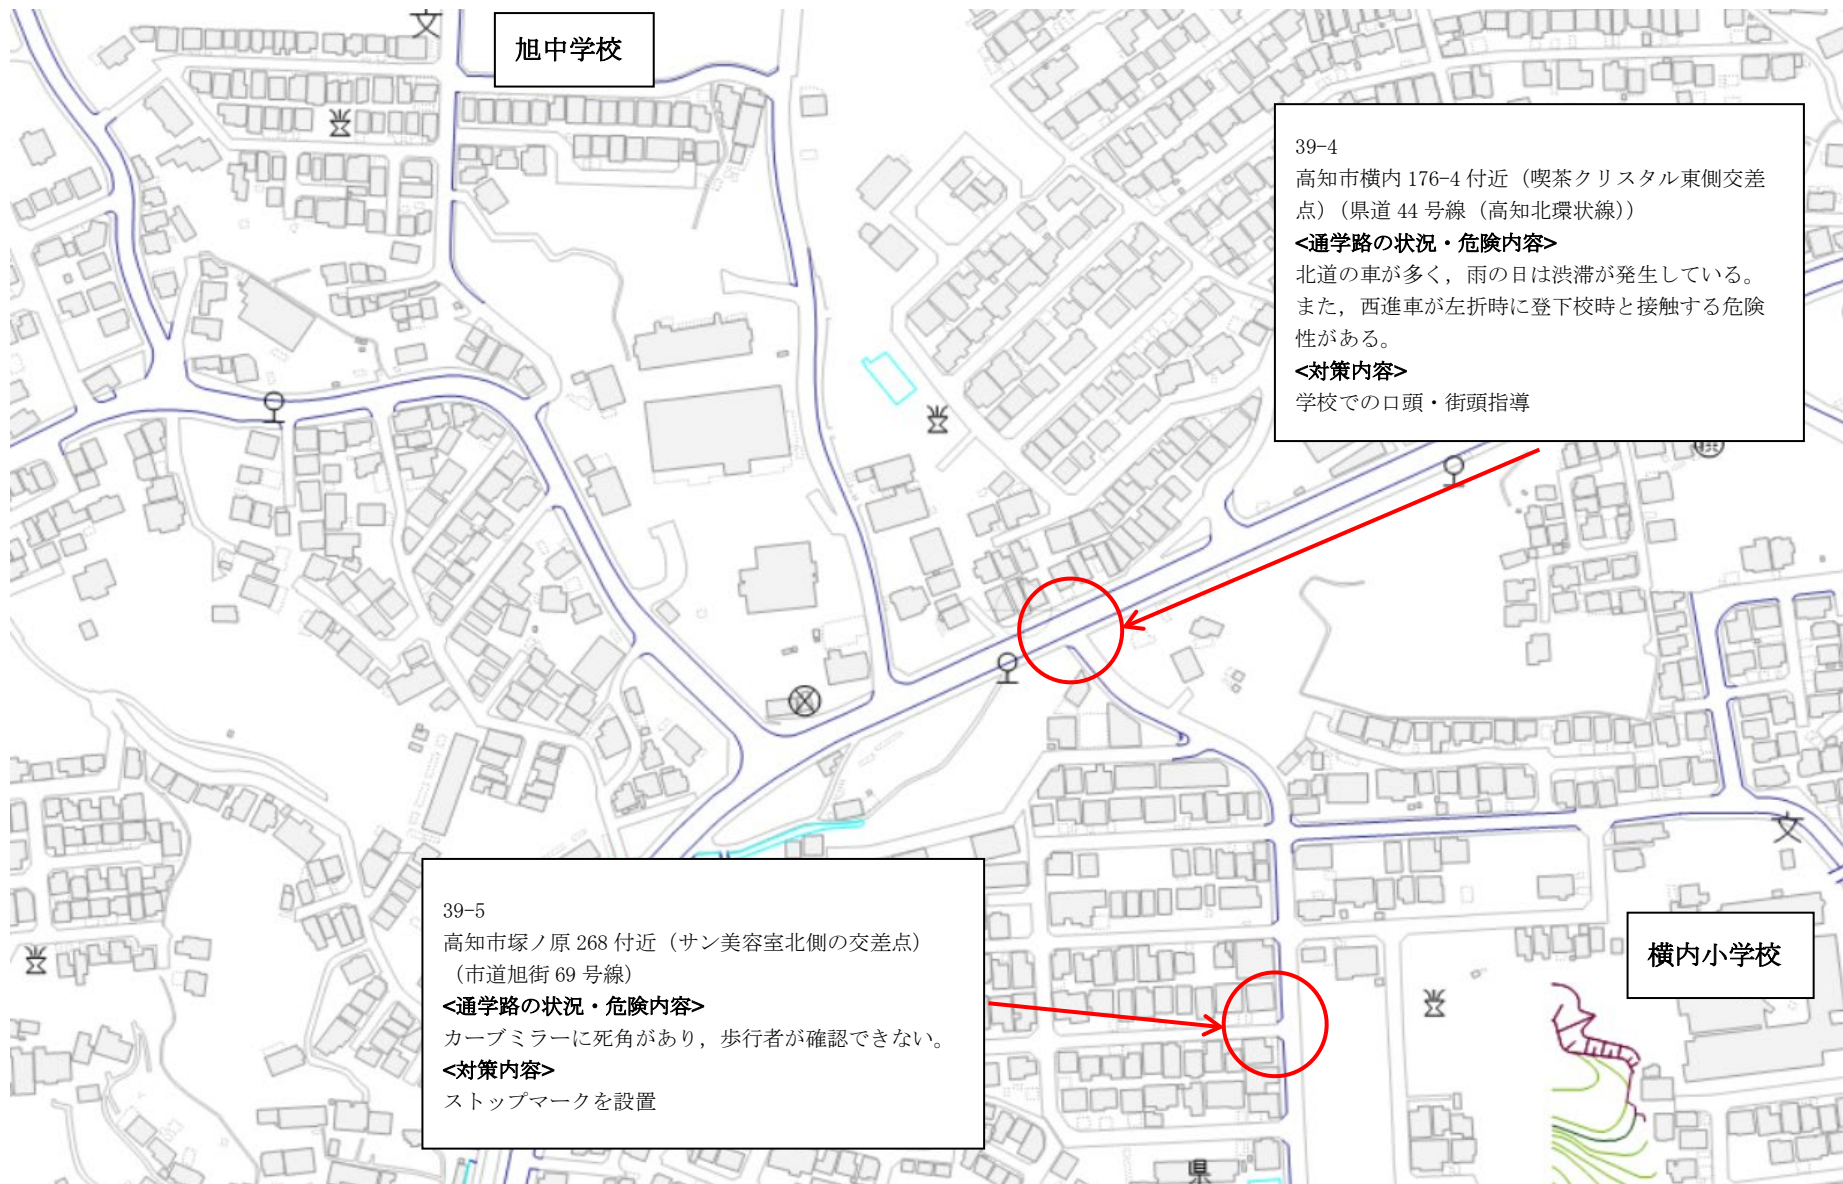 旭中学校
39-4
高知市横内 176-4 付近（喫茶クリスタル東側交差
点）（県道 44 号線（高知北環状線））
<通学路の状況・危険内容>
北道の車が多く，雨の日は渋滞が発生している。
また，西進車が左折時に登下校時と接触する危険
性がある。
<対策内容>
学校での口頭・街頭指導
39-5
高知市塚ノ原 268 付近（サン美容室北側の交差点）
（市道旭街 69 号線）
<通学路の状況・危険内容>
カーブミラーに死角があり，歩行者が確認できない。
<対策内容>
ストップマークを設置
横内小学校
県